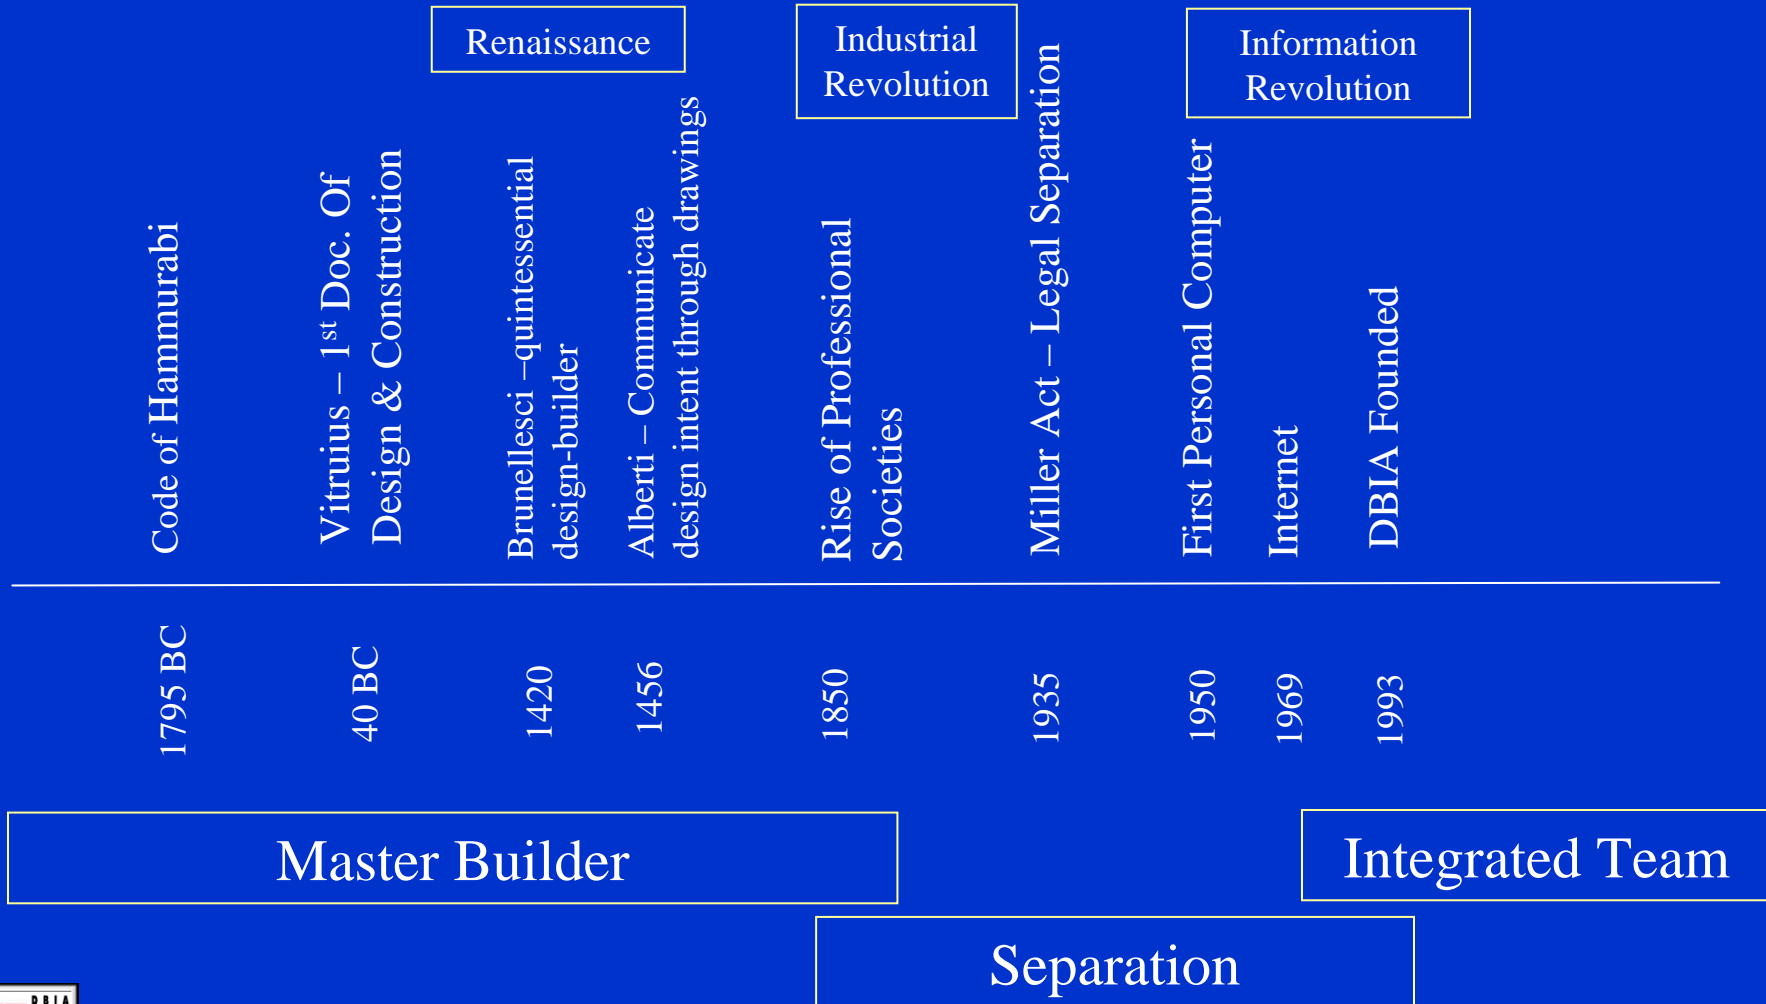 Renaissance
Industrial
Revolution
Information
Revolution
Code of Hammurabi
Vitruius – 1st Doc. Of
Design & Construction
Brunellesci –quintessential
design-builder
Alberti – Communicate
design intent through drawings
Rise of Professional
Societies
Miller Act – Legal Separation
First Personal Computer
Internet
DBIA Founded
1795 BC
40 BC
1420
1456
1850
1935
1950
1969
1993
Master Builder
Integrated Team
Separation
DBIA